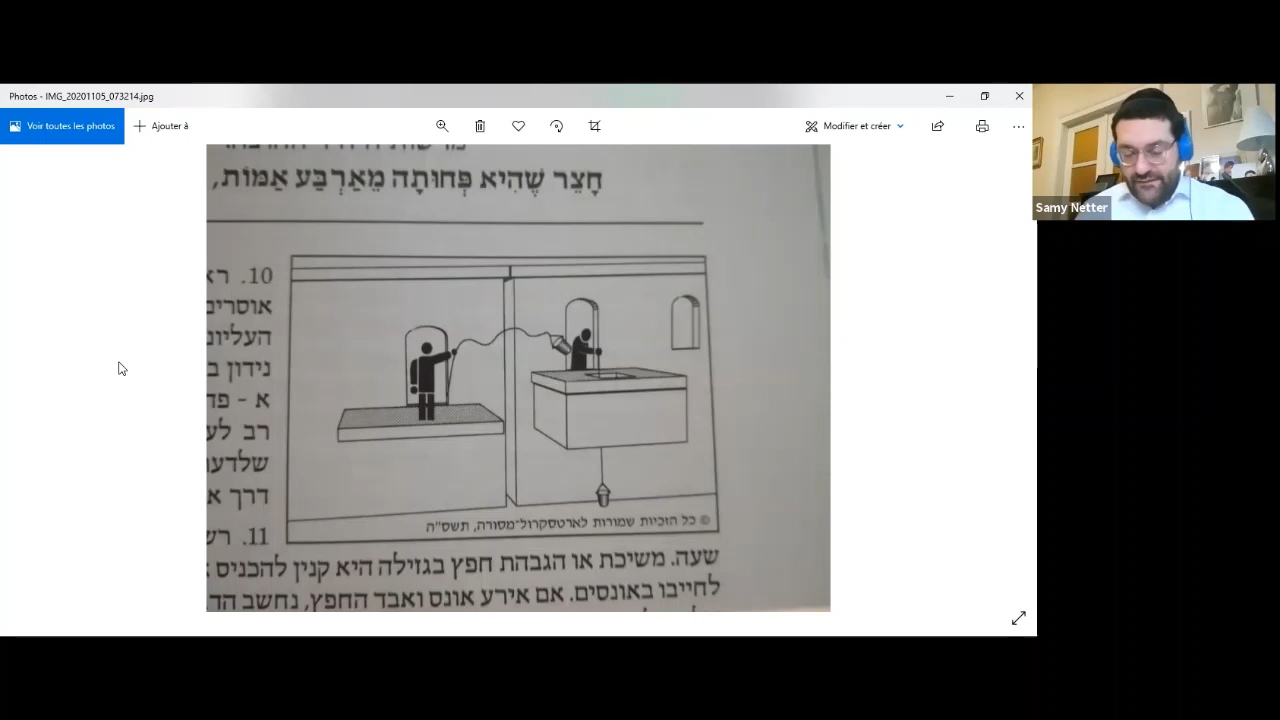 Photos - IMG_20201105_073214.jpg
Voir toutes les photos
Ajouter à
Modifier et créer
Samy Netter
חָצֵר שֶׁהִיא פְּחוּתָה מֵאַרְבַּע אַמּוֹת,
10.
אוסרים
נידון ב
א - פד
רב לע
דרך א
© כל הזכויות שמורות לארטסקרול־מסורה, תשס"ה
11. רש
שעה. משיכת או הגבהת חפץ בגזילה היא קנין להכניס
לחייבו באונסים. אם אירע אונס ואבד החפץ, נחשב הד